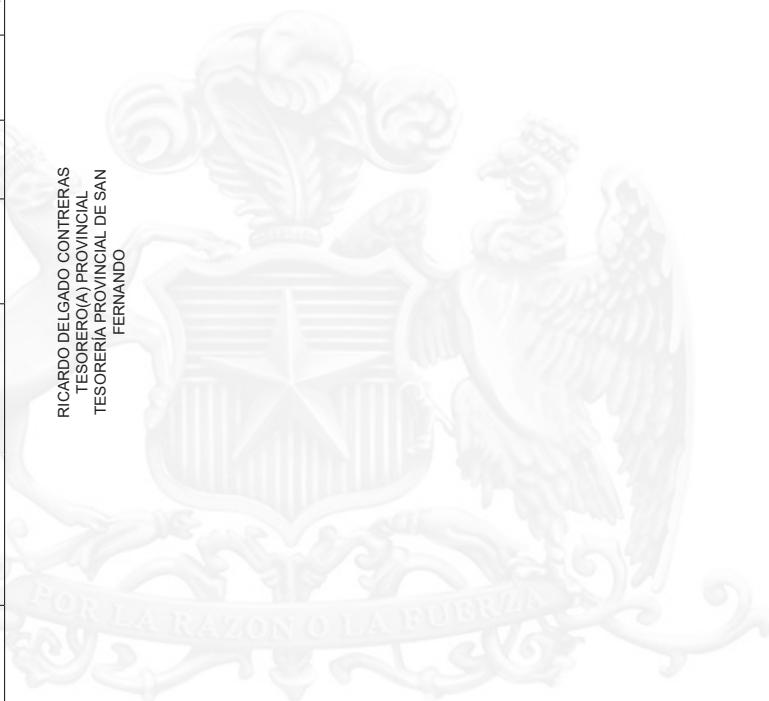 RICARDO DELGADO CONTRERAS
TESORERO(A) PROVINCIAL
TESORERÍA PROVINCIAL DE SAN
FERNANDO
POR LA RAZON O LA FUERZA